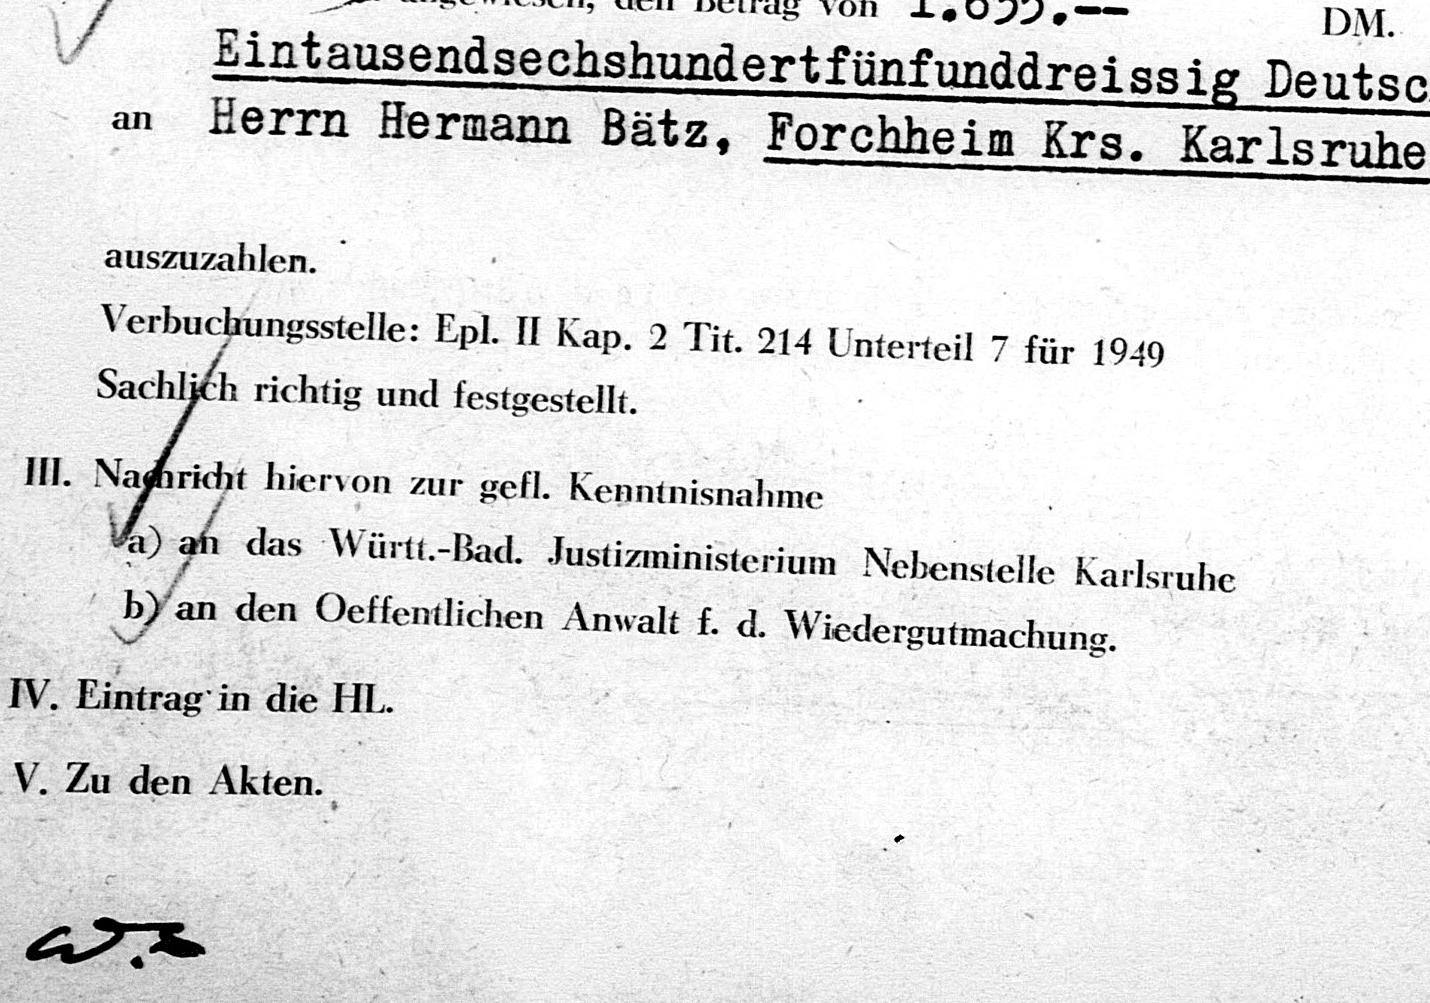 angewiesen, den Betrag von 1.635.-- DM.
Eintausendsechshundertfünfunddreissig Deutsc
an Herrn Hermann Bätz, Forchheim Krs. Karlsruhe
auszuzahlen.
Verbuchungsstelle: Epl. II Kap. 2 Tit. 214 Unterteil 7 für 1949
Sachlich richtig und festgestellt.
III. Nachricht hiervon zur gefl. Kenntnisnahme
a) an das Württ.-Bad. Justizministerium Nebenstelle Karlsruhe
b) an den Oeffentlichen Anwalt f. d. Wiedergutmachung.
IV. Eintrag in die HL.
V. Zu den Akten.